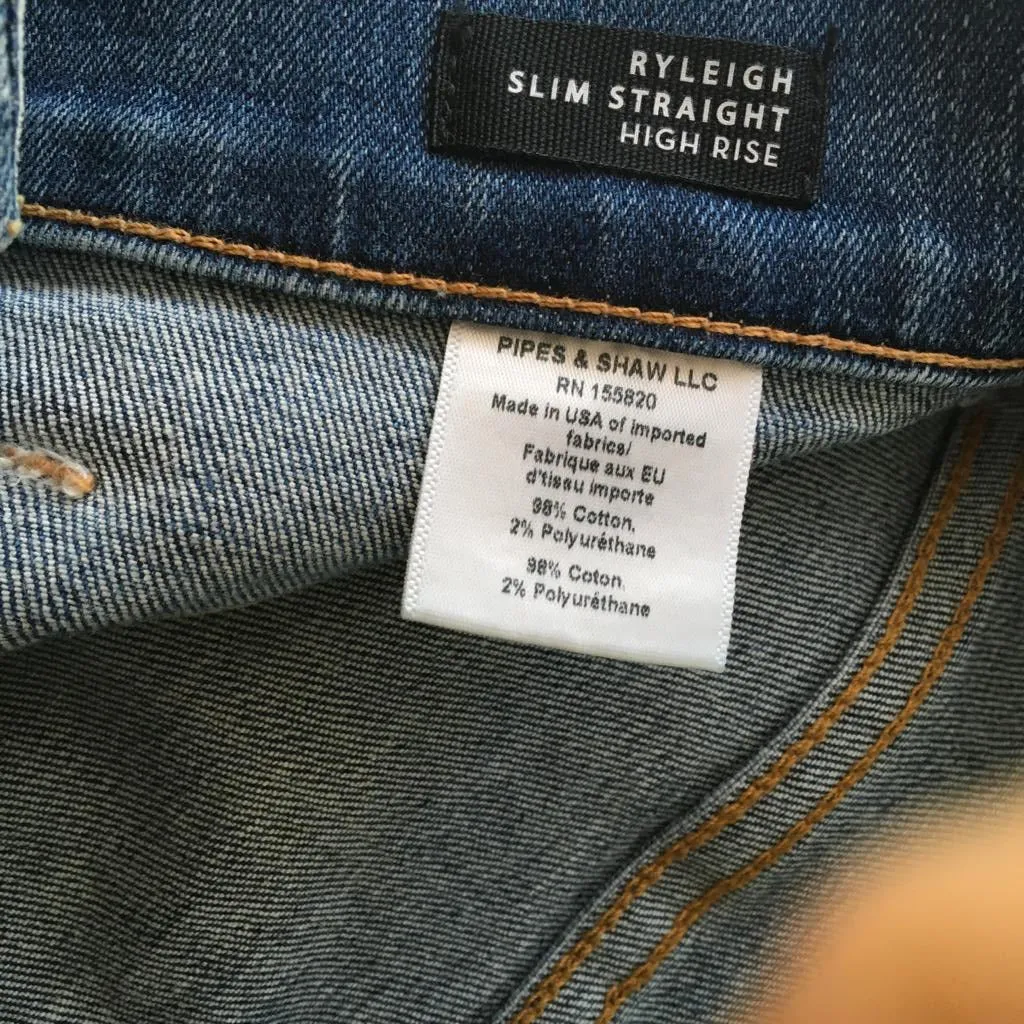 RYLEIGH
SLIM STRAIGHT
HIGH RISE
PIPES & SHAW LLC
RN 155820
Made in USA of imported
fabrics/
Fabrique aux EU
d'tissu importe
98% Cotton,
2% Polyuréthane
98% Coton,
2% Polyuréthane